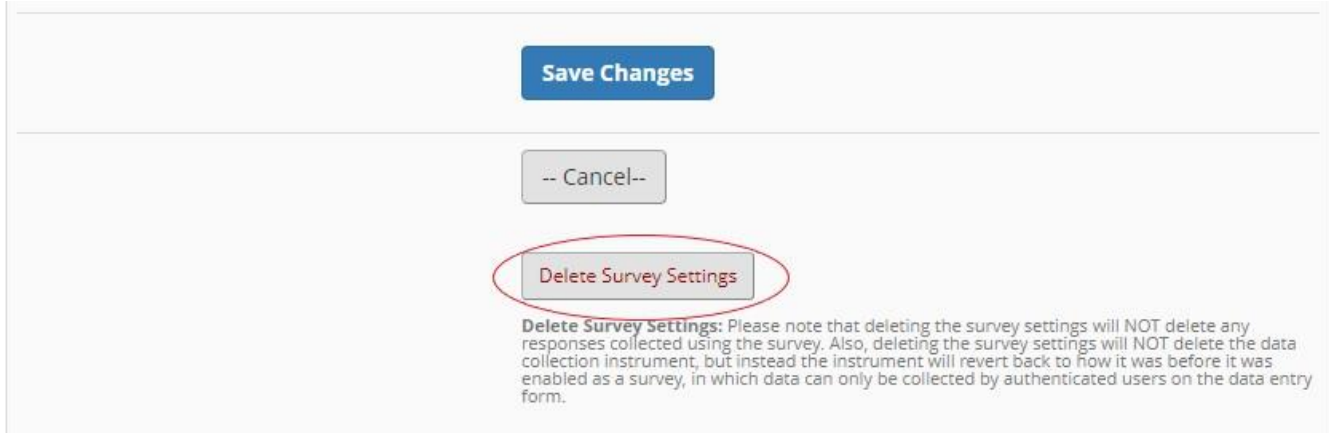 Save Changes
-- Cancel--
Delete Survey Settings
Delete Survey Settings: Please note that deleting the survey settings will NOT delete any
responses collected using the survey. Also, deleting the survey settings will NOT delete the data
collection instrument, but instead the instrument will revert back to how it was before it was
enabled as a survey, in which data can only be collected by authenticated users on the data entry
form.